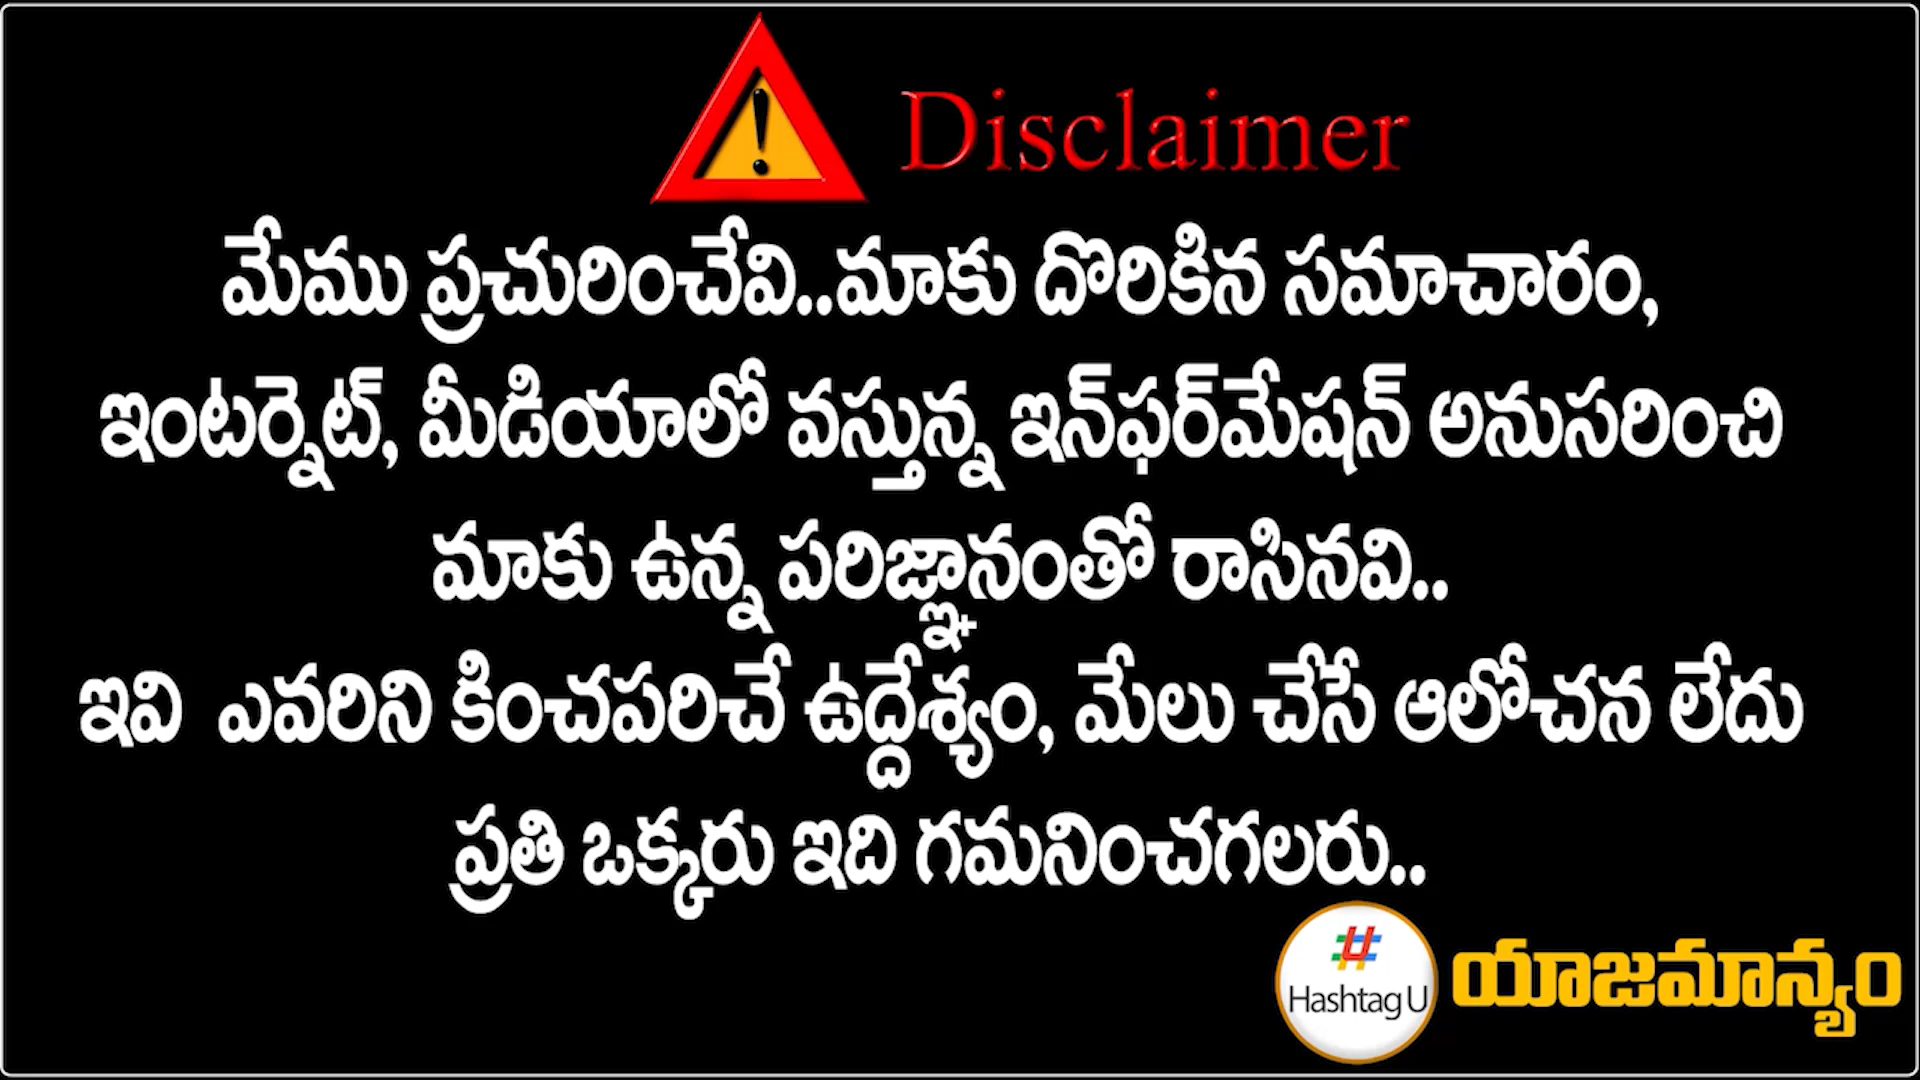 Disclaimer
మేము ప్రచురించేవి..మాకు దొరికిన సమాచారం,
ఇంటర్నెట్, మీడియాలో వస్తున్న ఇన్‌ఫర్‌మేషన్ అనుసరించి
మాకు ఉన్న పరిజ్ఞానంతో రాసినవి..
ఇవి ఎవరిని కించపరిచే ఉద్దేశ్యం, మేలు చేసే ఆలోచన లేదు
ప్రతి ఒక్కరు ఇది గమనించగలరు..
#
Hashtag U
యాజమాన్యం